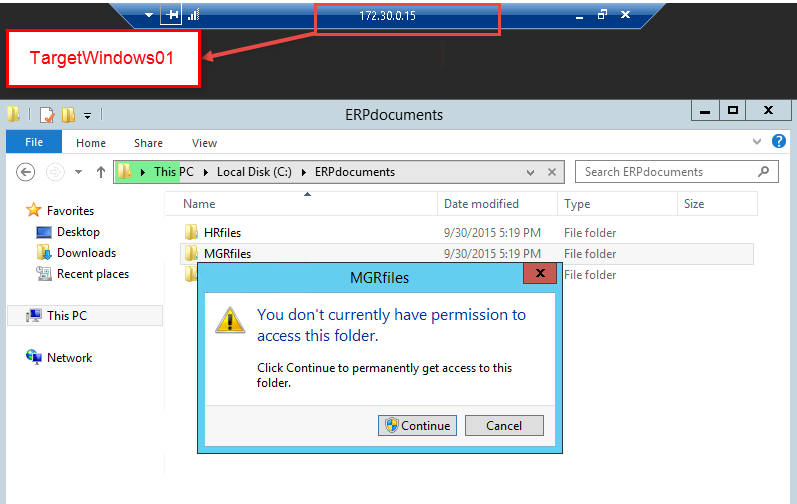 172.30.0.15
TargetWindows01
ERPdocuments
File Home Share View
This PC Local Disk (C:) ERPdocuments
Search ERPdocuments
Name Date modified Type Size
Favorites
Desktop
Downloads
Recent places
This PC
Network
HRfiles 9/30/2015 5:19 PM File folder
MGRfiles 9/30/2015 5:19 PM File folder
File folder
MGRfiles
You don't currently have permission to
access this folder.
Click Continue to permanently get access to this
folder.
Continue Cancel